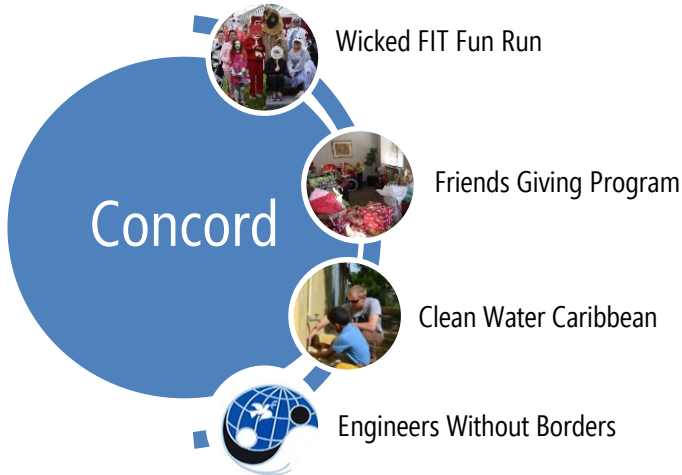 Wicked FIT Fun Run
Friends Giving Program
Concord
Clean Water Caribbean
Engineers Without Borders